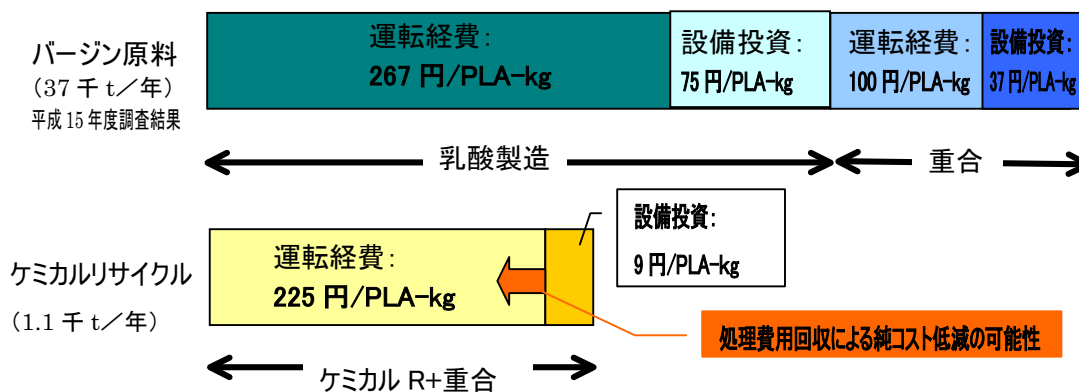 バージン原料
(37 千 t/年)
平成 15 年度調査結果
運転経費:
267 円/PLA-kg
設備投資:
75 円/PLA-kg
運転経費:
100 円/PLA-kg
設備投資:
37 円/PLA-kg
乳酸製造
重合
ケミカルリサイクル
(1.1 千 t/年)
運転経費:
225 円/PLA-kg
設備投資:
9 円/PLA-kg
処理費用回収による純コスト低減の可能性
ケミカル R+重合